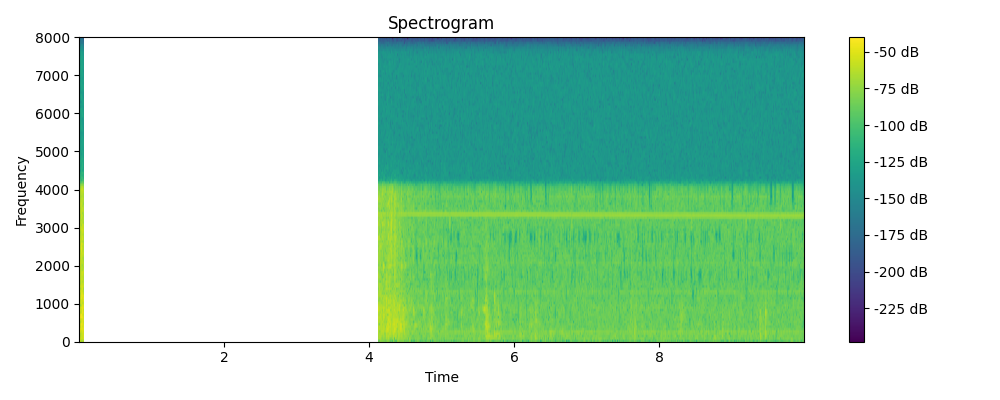 Spectrogram
8000
7000
6000
5000
4000
3000
2000
1000
0
Frequency
2
4
6
8
Time
-50 dB
-75 dB
-100 dB
-125 dB
-150 dB
-175 dB
-200 dB
-225 dB